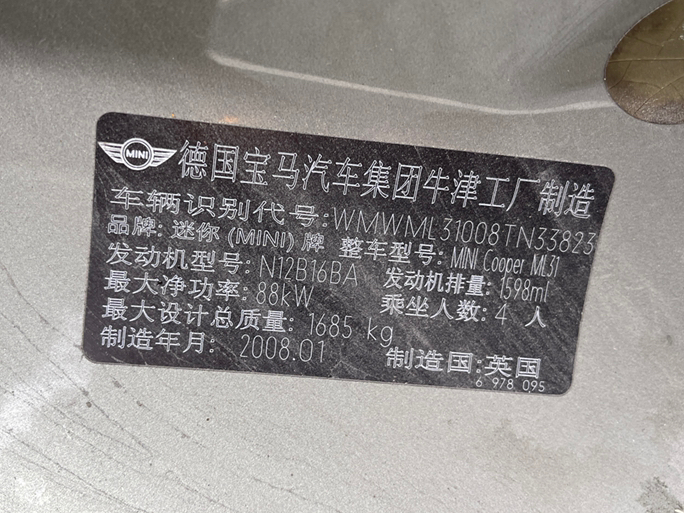 MINI 德国宝马汽车集团牛津工厂制造
车辆识别代号:WMWML31008TN33823
品牌: 迷你 (MINI) 牌 整车型号: MINI Cooper ML31
发动机型号: N12B16BA 发动机排量: 1598ml
最大净功率: 88kW 乘坐人数: 4 人
最大设计总质量: 1685 kg
制造年月: 2008.01 制造国:英国
6 978 095